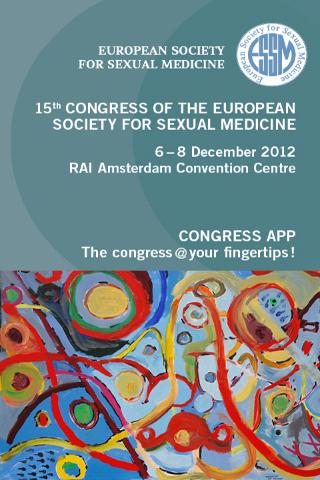 EUROPEAN SOCIETY
FOR SEXUAL MEDICINE
European Society for Sexual Medicine
ESSM
15th CONGRESS OF THE EUROPEAN
SOCIETY FOR SEXUAL MEDICINE
6 – 8 December 2012
RAI Amsterdam Convention Centre
CONGRESS APP
The congress @ your fingertips!